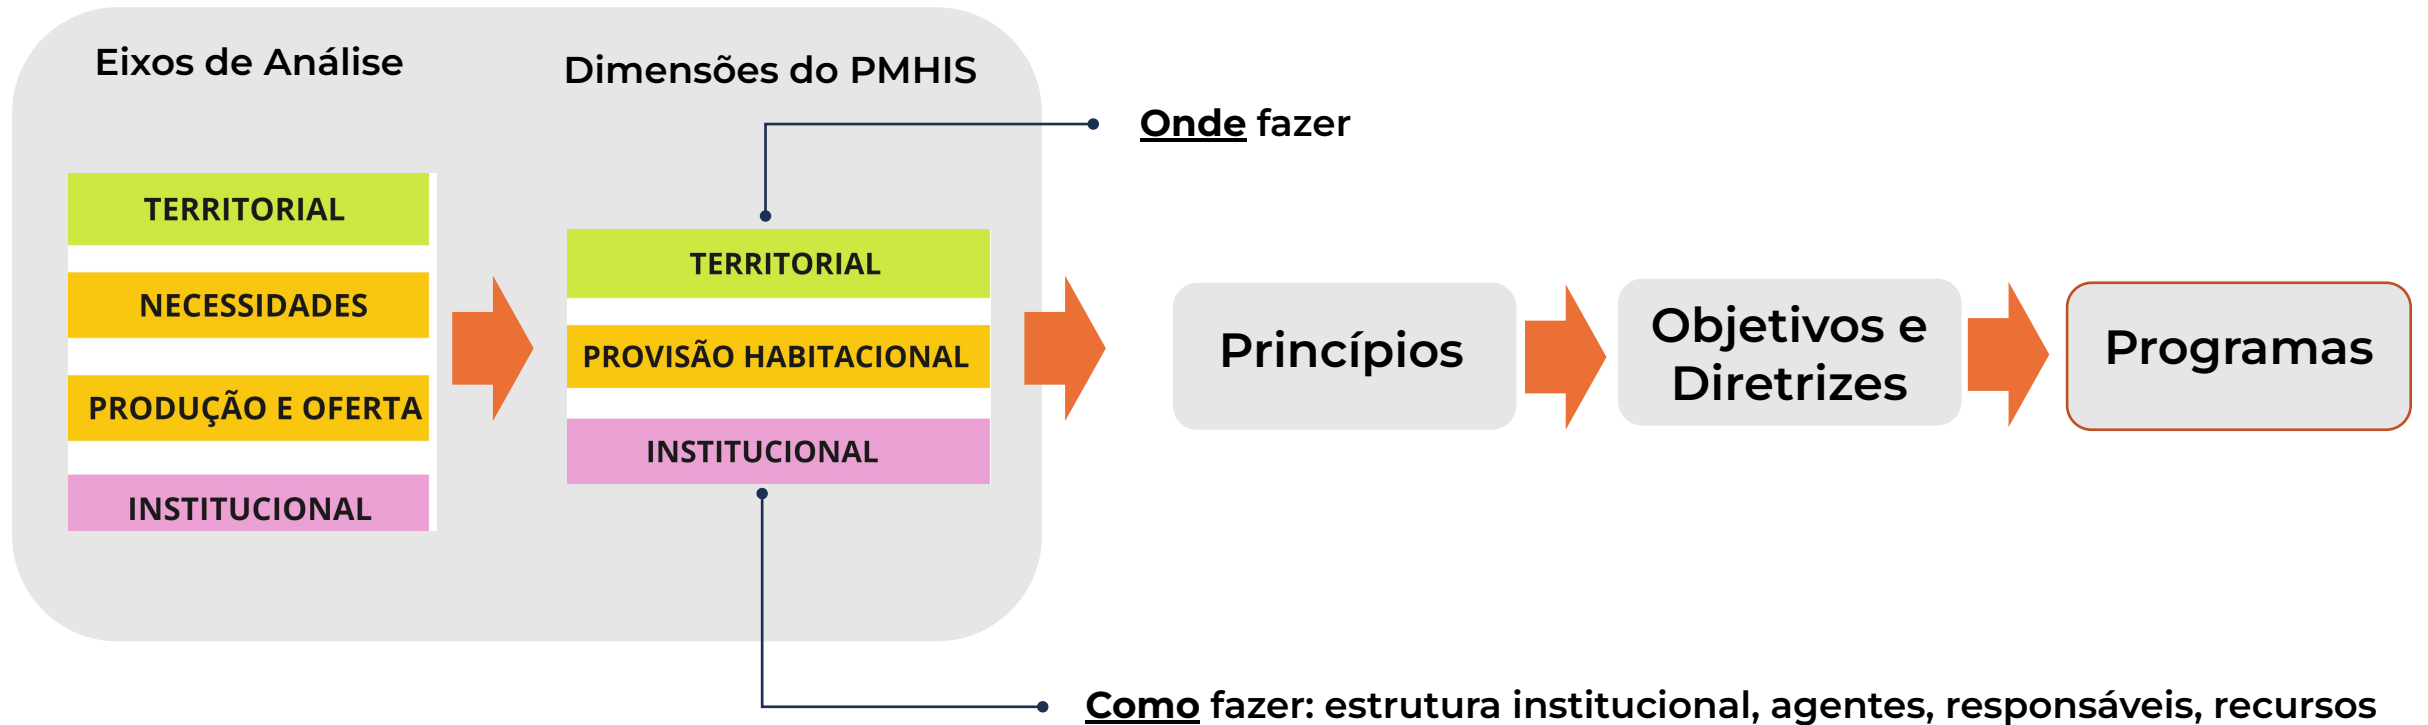 Eixos de Análise
TERRITORIAL
NECESSIDADES
PRODUÇÃO E OFERTA
INSTITUCIONAL
Dimensões do PMHIS
TERRITORIAL
PROVISÃO HABITACIONAL
INSTITUCIONAL
Onde fazer
Princípios
Objetivos e
Diretrizes
Programas
Como fazer: estrutura institucional, agentes, responsáveis, recursos